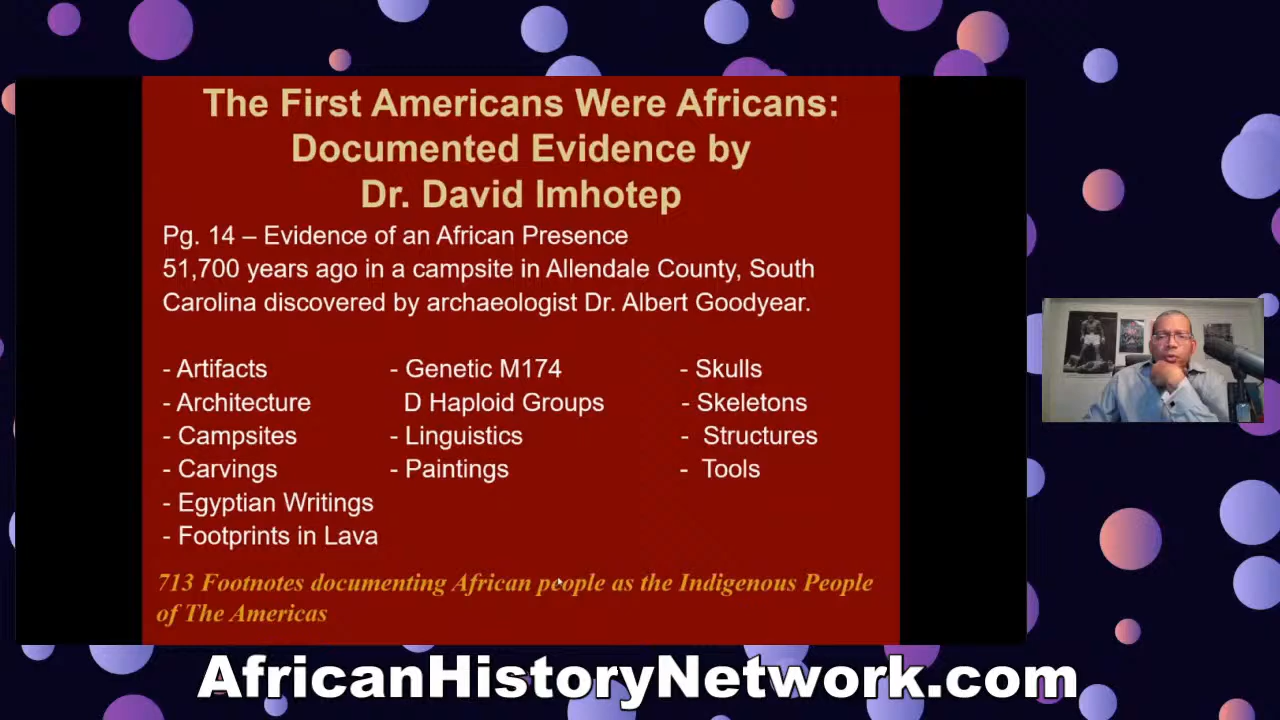 The First Americans Were Africans:
Documented Evidence by
Dr. David Imhotep
Pg. 14 – Evidence of an African Presence
51,700 years ago in a campsite in Allendale County, South
Carolina discovered by archaeologist Dr. Albert Goodyear.
- Artifacts
- Architecture
- Campsites
- Carvings
- Egyptian Writings
- Footprints in Lava
- Genetic M174
D Haploid Groups
- Linguistics
- Paintings
- Skulls
- Skeletons
- Structures
- Tools
713 Footnotes documenting African people as the Indigenous People
of The Americas
AfricanHistoryNetwork.com